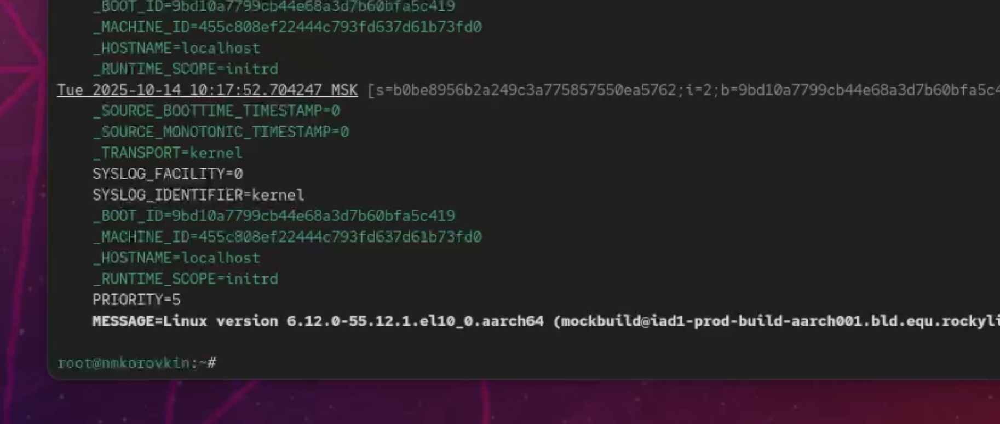 _BOOT_ID=9bd10a7799cb44e68a3d7b60bfa5c419
_MACHINE_ID=455c808ef22444c793fd637d61b73fd0
_HOSTNAME=localhost
_RUNTIME_SCOPE=initrd
Tue 2025-10-14 10:17:52.704247 MSK [s=b0be8956b2a249c3a775857550ea5762;i=2;b=9bd10a7799cb44e68a3d7b60bfa5c4
_SOURCE_BOOTTIME_TIMESTAMP=0
_SOURCE_MONOTONIC_TIMESTAMP=0
_TRANSPORT=kernel
SYSLOG_FACILITY=0
SYSLOG_IDENTIFIER=kernel
_BOOT_ID=9bd10a7799cb44e68a3d7b60bfa5c419
_MACHINE_ID=455c808ef22444c793fd637d61b73fd0
_HOSTNAME=localhost
_RUNTIME_SCOPE=initrd
PRIORITY=5
MESSAGE=Linux version 6.12.0-55.12.1.el10_0.aarch64 (mockbuild@iad1-prod-build-aarch001.bld.equ.rockyli
root@nmkorovkin:~#